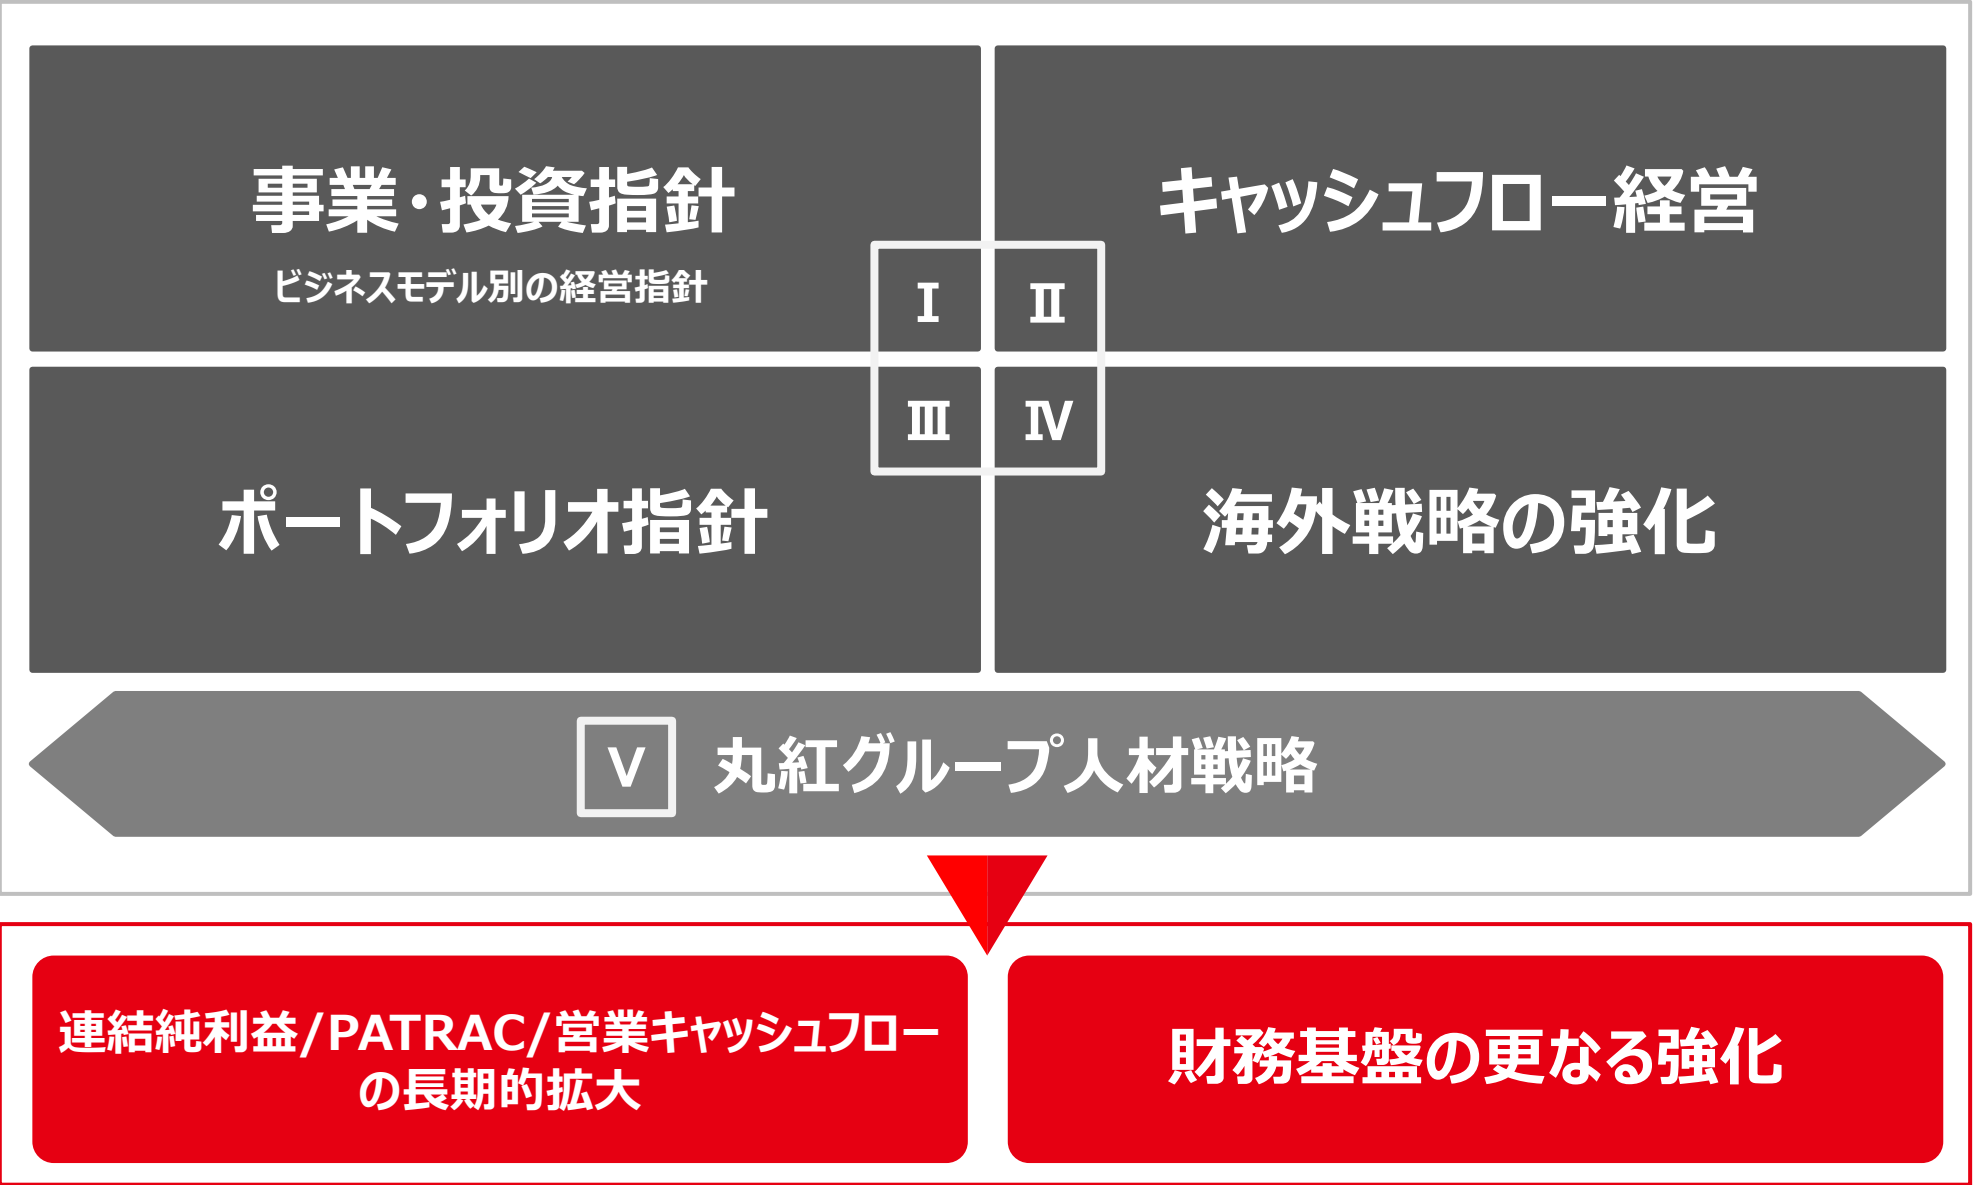 事業・投資指針
ビジネスモデル別の経営指針
キャッシュフロー経営
Ⅰ
Ⅱ
Ⅲ
Ⅳ
ポートフォリオ指針
海外戦略の強化
Ⅴ
丸紅グループ人材戦略
連結純利益/PATRAC/営業キャッシュフロー
の長期的拡大
財務基盤の更なる強化